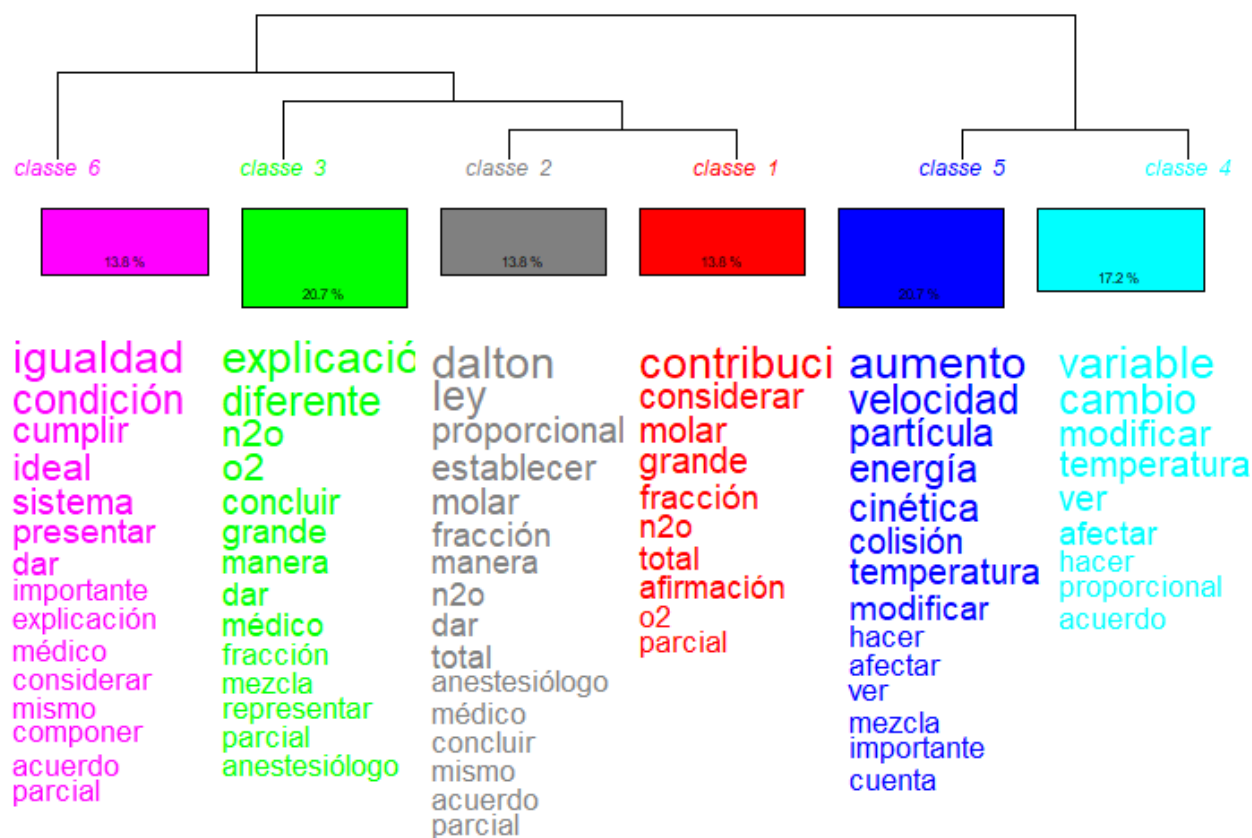 classe 6
classe 3
classe 2
classe 1
classe 5
classe 4
13.8 %
20.7 %
13.8 %
13.8 %
20.7 %
17.2 %
igualdad
condición
cumplir
ideal
sistema
presentar
dar
importante
explicación
médico
considerar
mismo
componer
acuerdo
parcial
explicació
diferente
n2o
o2
concluir
grande
manera
dar
médico
fracción
mezcla
representar
parcial
anestesiólogo
dalton
ley
proporcional
establecer
molar
fracción
manera
n2o
dar
total
anestesiólogo
médico
concluir
mismo
acuerdo
parcial
contribuci
considerar
molar
grande
fracción
n2o
total
afirmación
o2
parcial
aumento
velocidad
partícula
energía
cinética
colisión
temperatura
modificar
hacer
afectar
ver
mezcla
importante
cuenta
variable
cambio
modificar
temperatura
ver
afectar
hacer
proporcional
acuerdo